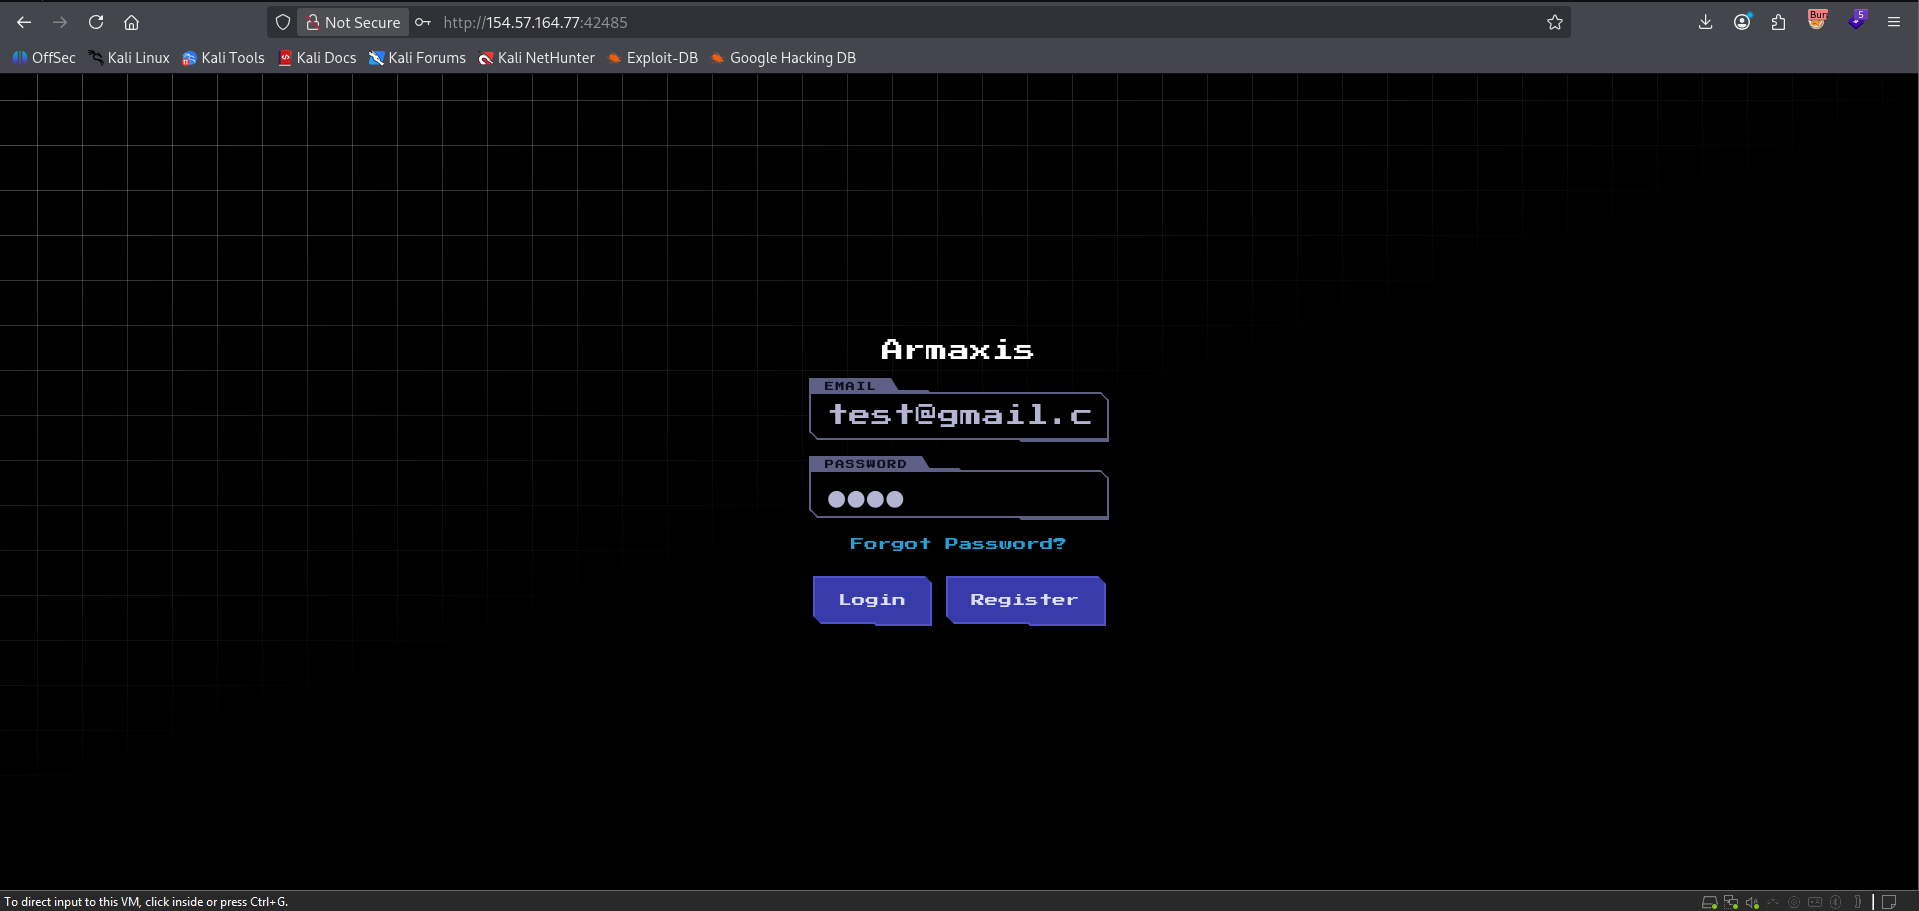 Not Secure http://154.57.164.77:42485 Bur 5
OffSec Kali Linux Kali Tools Kali Docs Kali Forums Kali NetHunter Exploit-DB Google Hacking DB
Armaxis
EMAIL
test@gmail.c
PASSWORD
Forgot Password?
Login Register
To direct input to this VM, click inside or press Ctrl+G.